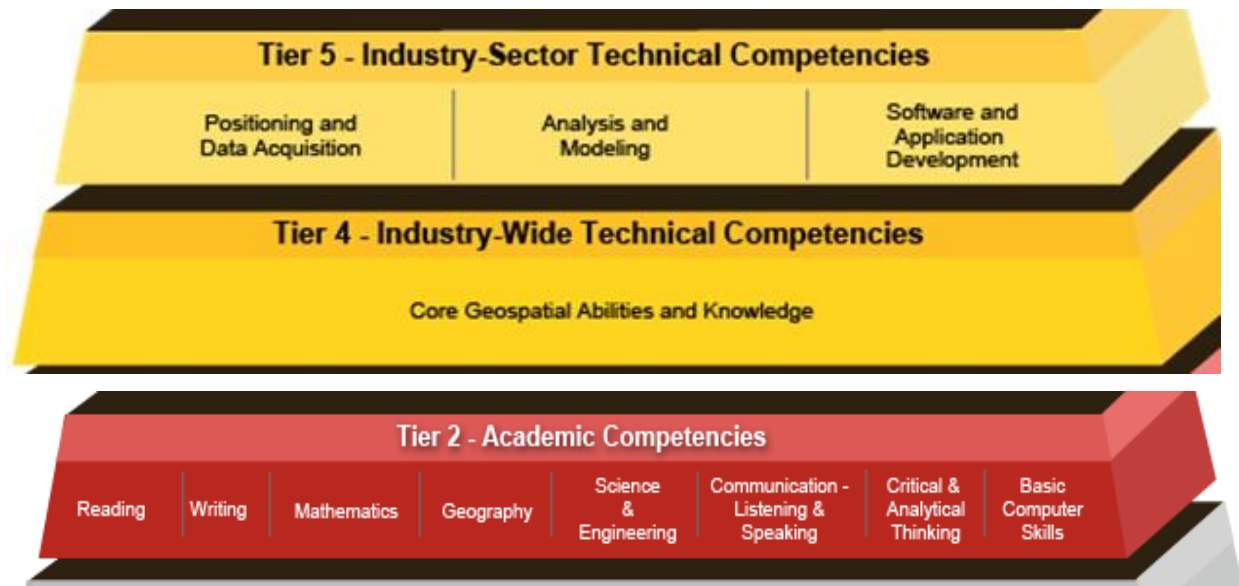 Tier 5 - Industry-Sector Technical Competencies
Positioning and
Data Acquisition
Analysis and
Modeling
Software and
Application
Development
Tier 4 - Industry-Wide Technical Competencies
Core Geospatial Abilities and Knowledge
Tier 2 - Academic Competencies
Reading
Writing
Mathematics
Geography
Science
&
Engineering
Communication -
Listening &
Speaking
Critical &
Analytical
Thinking
Basic
Computer
Skills